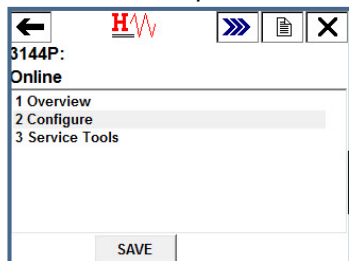 H
3144P:
Online
1 Overview
2 Configure
3 Service Tools
SAVE